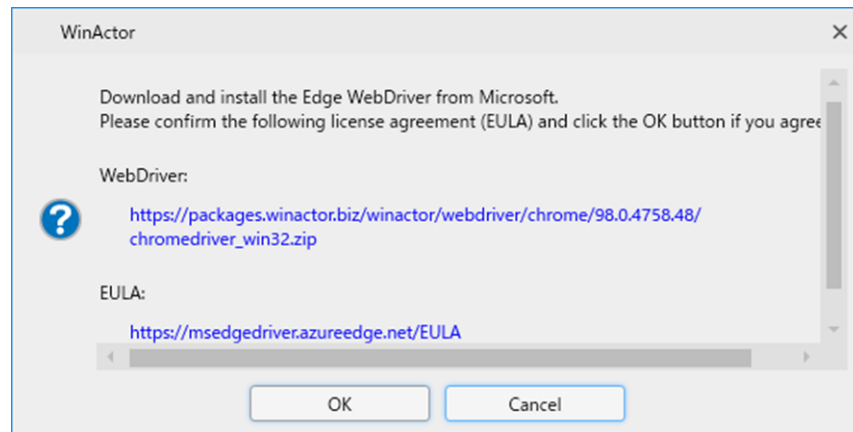 WinActor
Download and install the Edge WebDriver from Microsoft.
Please confirm the following license agreement (EULA) and click the OK button if you agree
WebDriver:
https://packages.winactor.biz/winactor/webdriver/chrome/98.0.4758.48/
chromedriver_win32.zip
EULA:
https://msedgedriver.azureedge.net/EULA
OK
Cancel